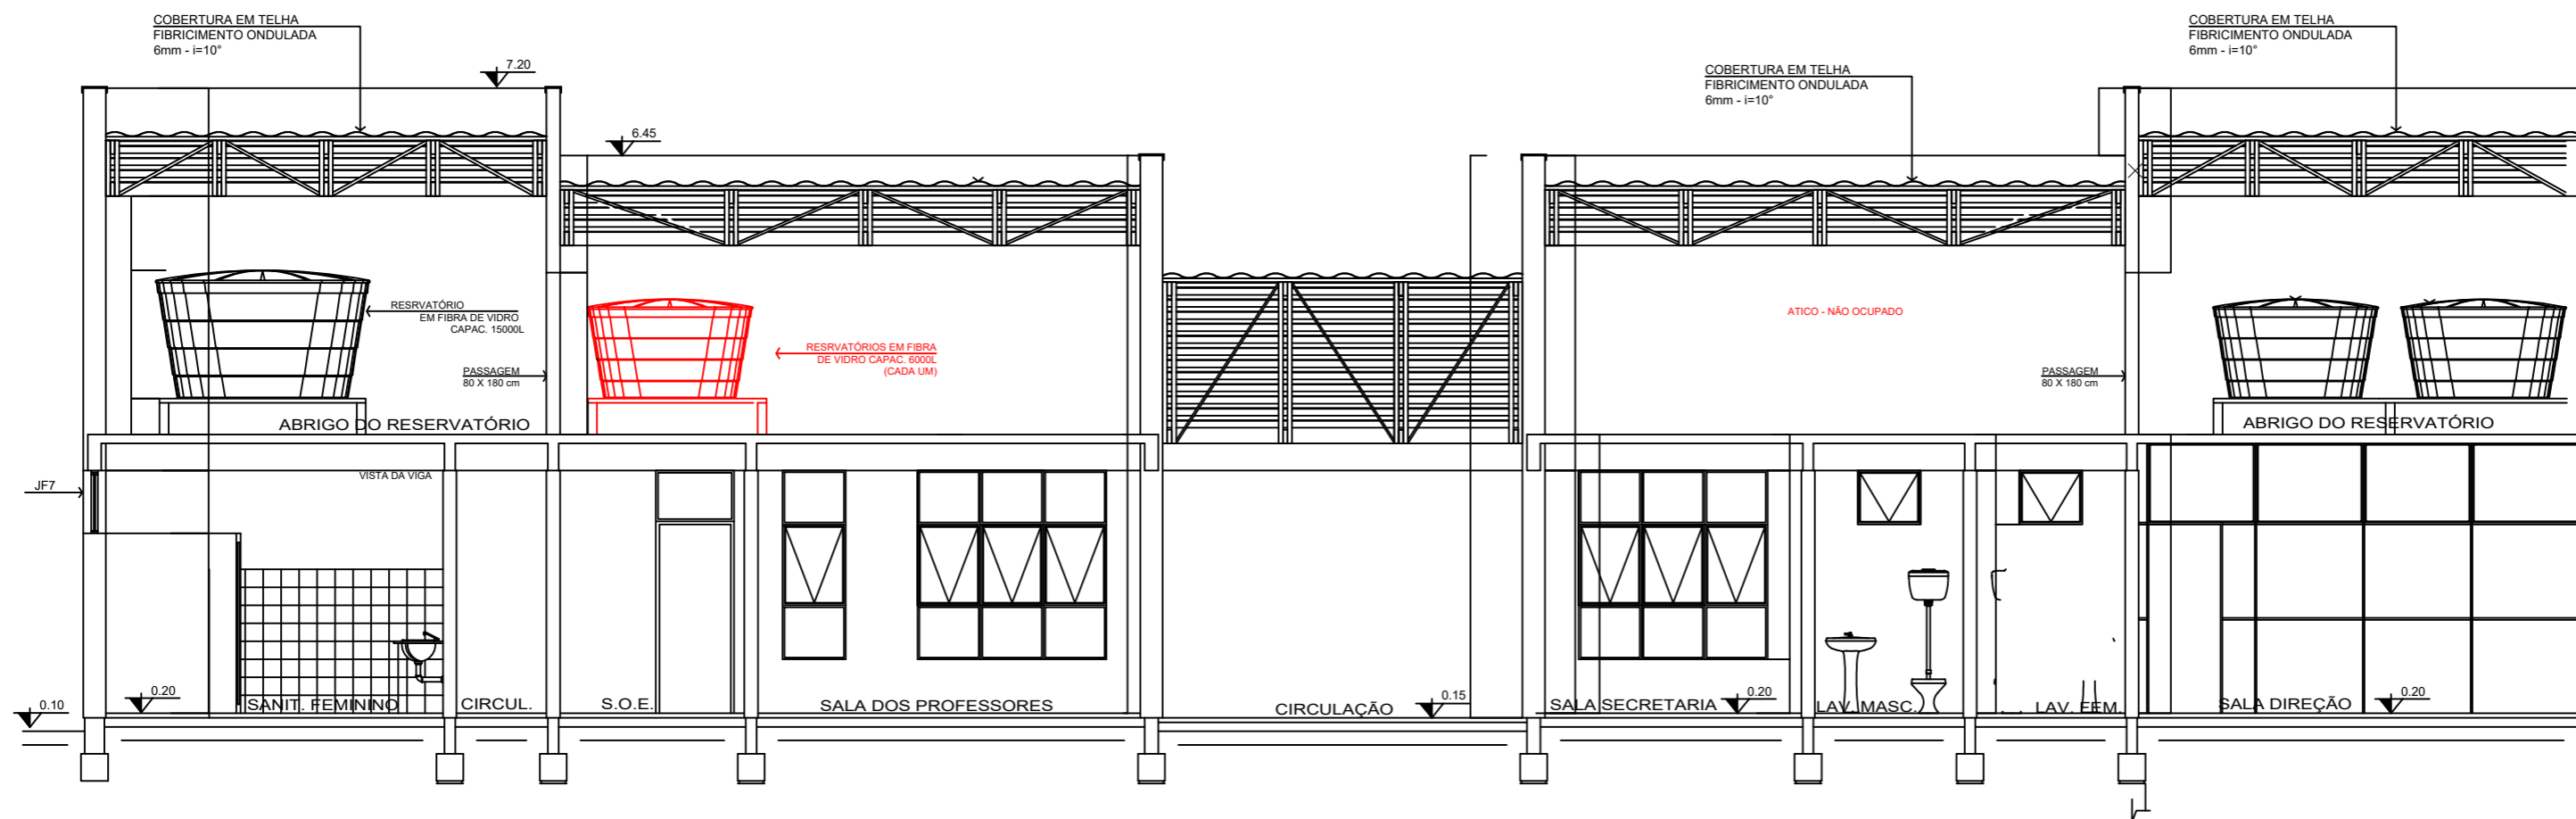 COBERTURA EM TELHA
FIBRICIMENTO ONDULADA
6mm - i=10°
7.20
6.45
COBERTURA EM TELHA
FIBRICIMENTO ONDULADA
6mm - i=10°
COBERTURA EM TELHA
FIBRICIMENTO ONDULADA
6mm - i=10°
RESRVATÓRIO
EM FIBRA DE VIDRO
CAPAC. 15000L
PASSAGEM
80 X 180 cm
RESRVATÓRIOS EM FIBRA
DE VIDRO CAPAC. 6000L
(CADA UM)
ATICO - NÃO OCUPADO
PASSAGEM
80 X 180 cm
ABRIGO DO RESERVATÓRIO
ABRIGO DO RESERVATÓRIO
VISTA DA VIGA
JF7
0.10
0.20
SANIT. FEMININO
CIRCUL.
S.O.E.
SALA DOS PROFESSORES
CIRCULAÇÃO
0.15
SALA SECRETARIA
0.20
LAV. MASC.
LAV. FEM.
SALA DIREÇÃO
0.20